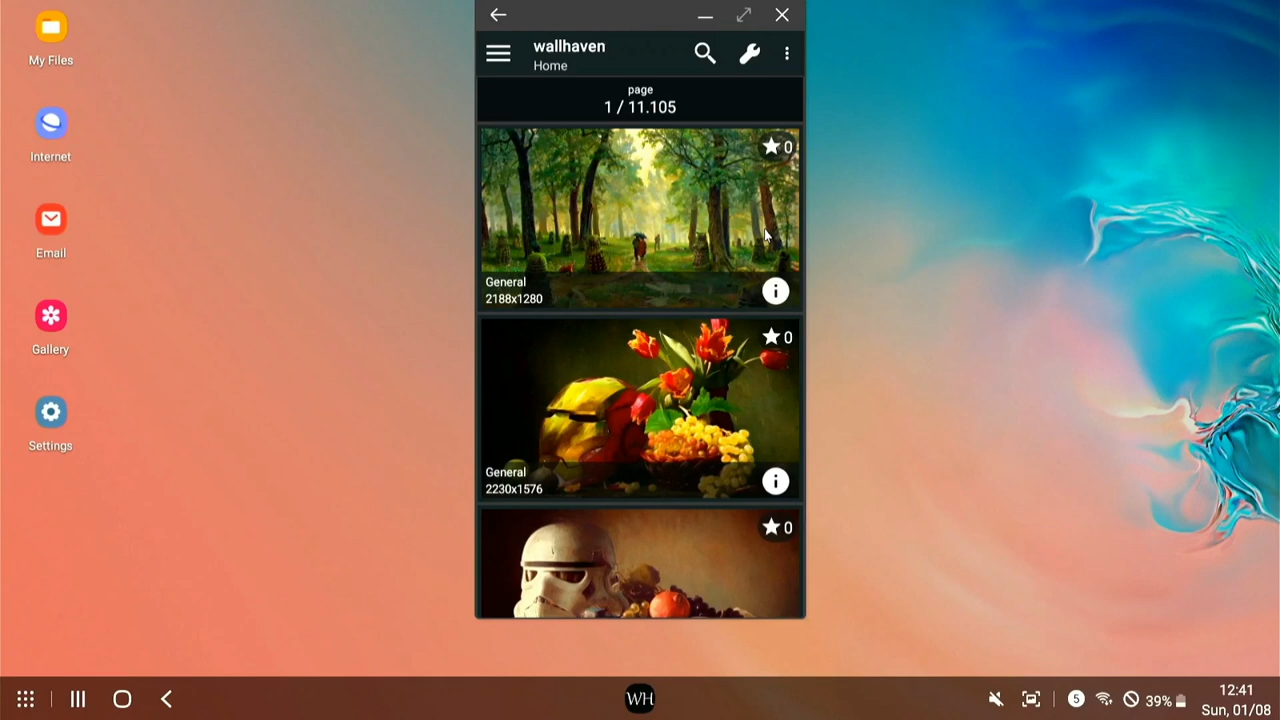 My Files
Internet
Email
Gallery
Settings
wallhaven
Home
page
1 / 11.105
0
General
2188x1280
0
General
2230x1576
0
WH
5
39%
12:41
Sun, 01/08